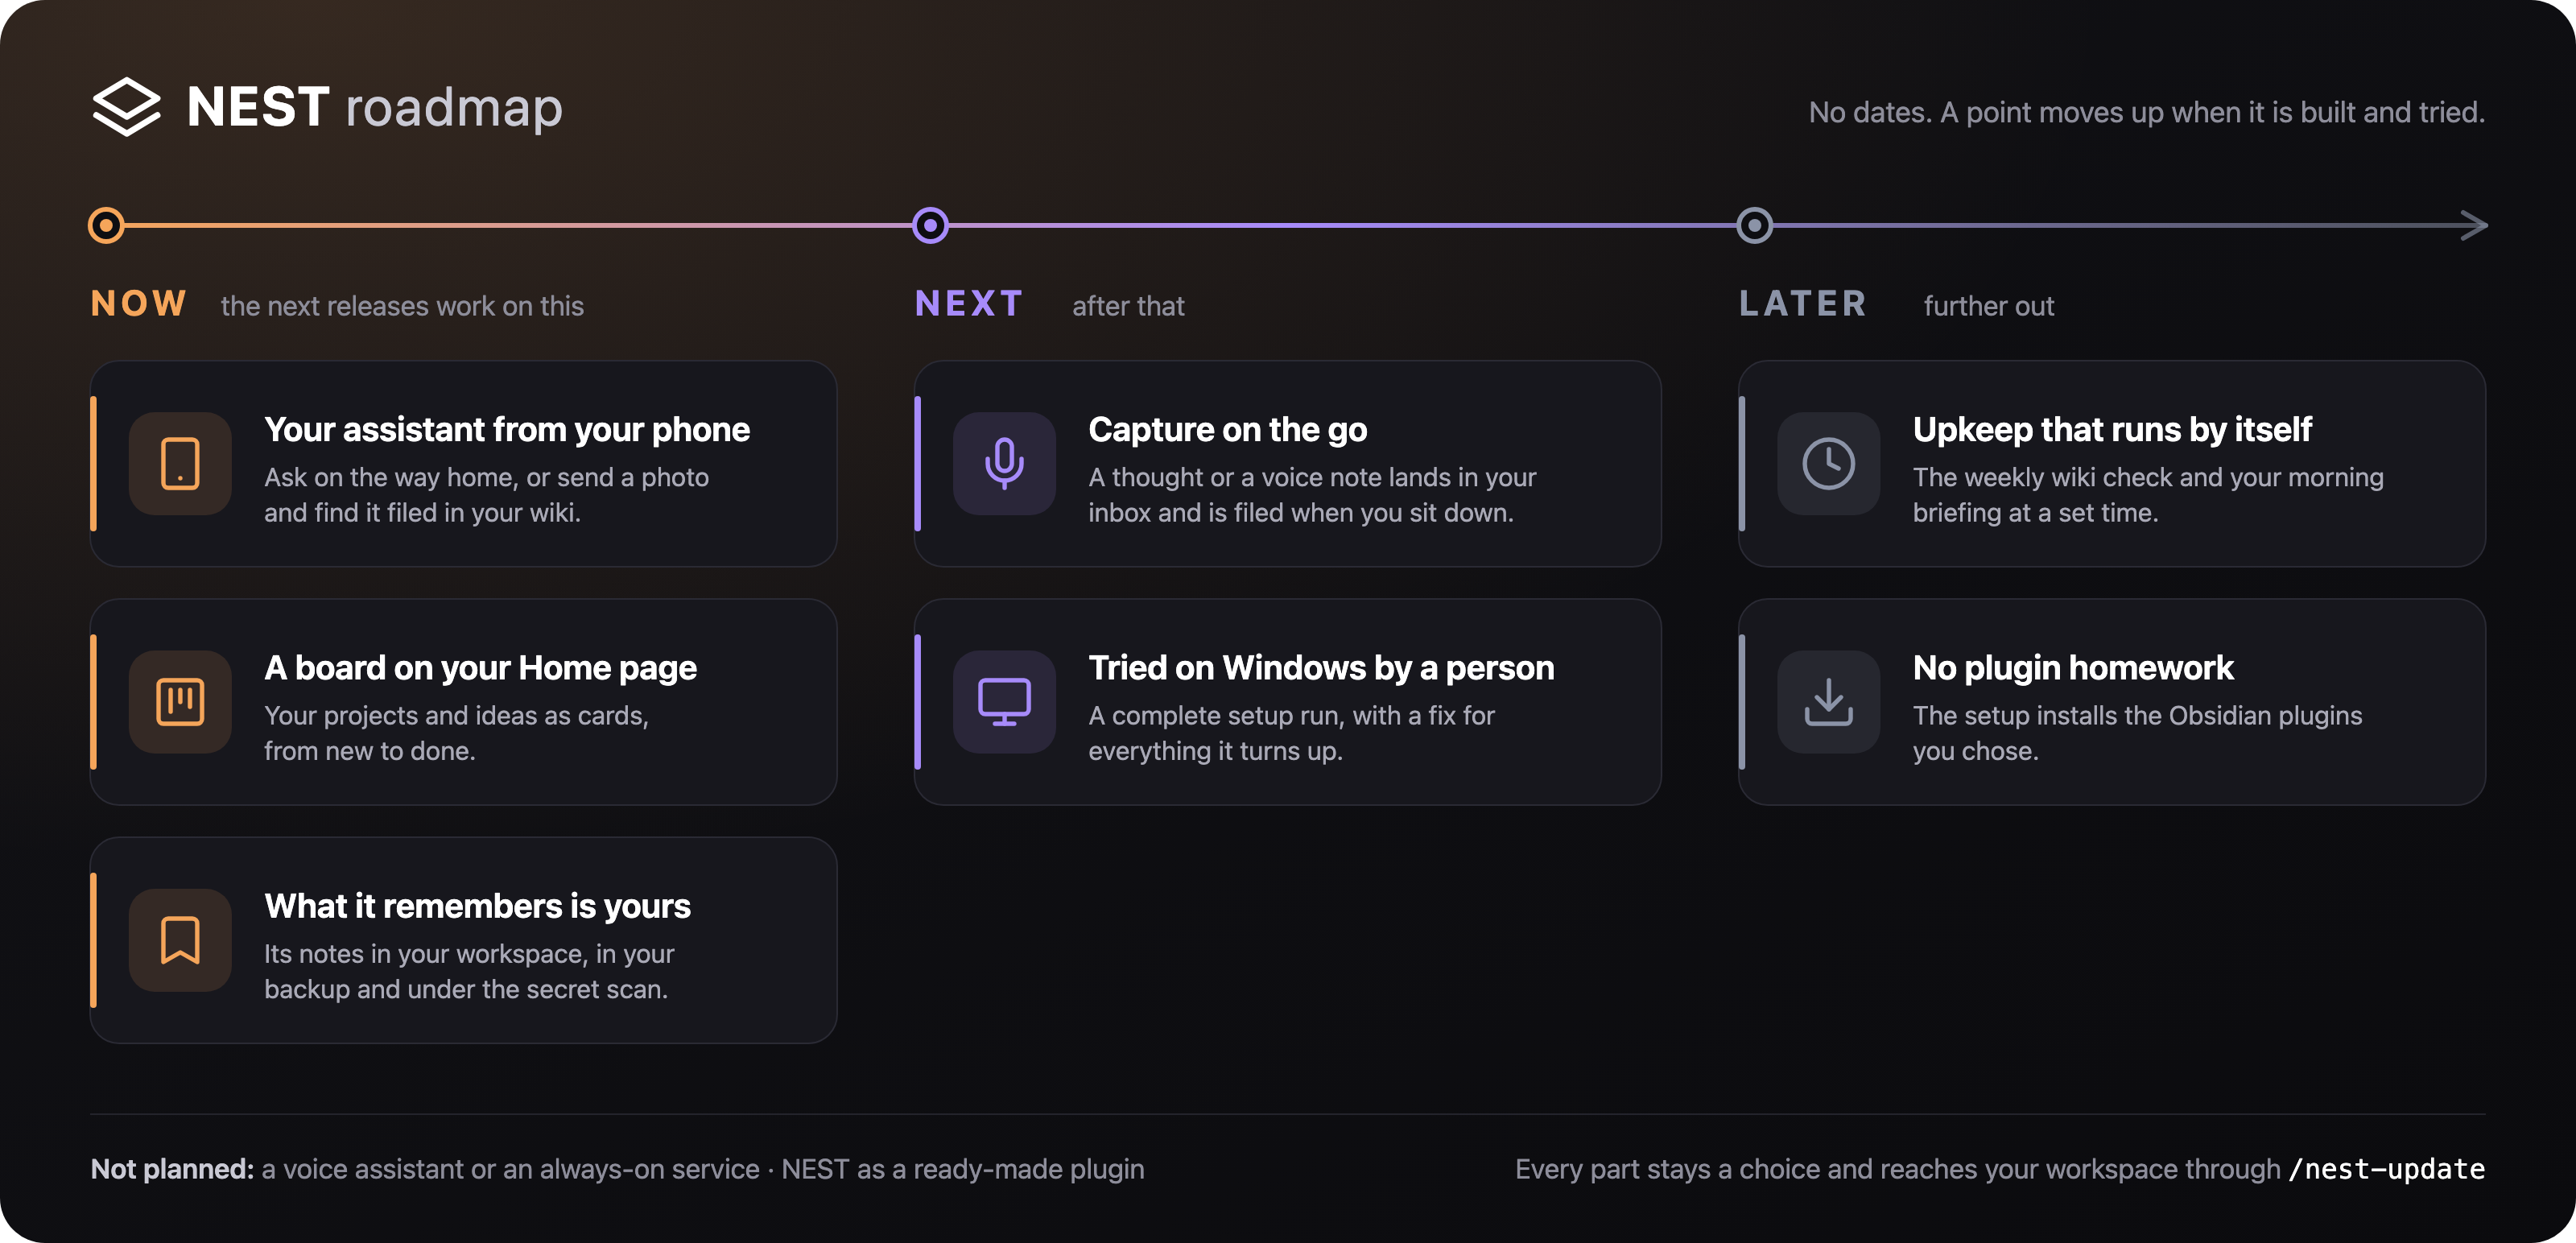 NEST roadmap
No dates. A point moves up when it is built and tried.
NOW the next releases work on this
Your assistant from your phone
Ask on the way home, or send a photo
and find it filed in your wiki.
A board on your Home page
Your projects and ideas as cards,
from new to done.
What it remembers is yours
Its notes in your workspace, in your
backup and under the secret scan.
NEXT after that
Capture on the go
A thought or a voice note lands in your
inbox and is filed when you sit down.
Tried on Windows by a person
A complete setup run, with a fix for
everything it turns up.
LATER further out
Upkeep that runs by itself
The weekly wiki check and your morning
briefing at a set time.
No plugin homework
The setup installs the Obsidian plugins
you chose.
Not planned: a voice assistant or an always-on service · NEST as a ready-made plugin
Every part stays a choice and reaches your workspace through /nest-update